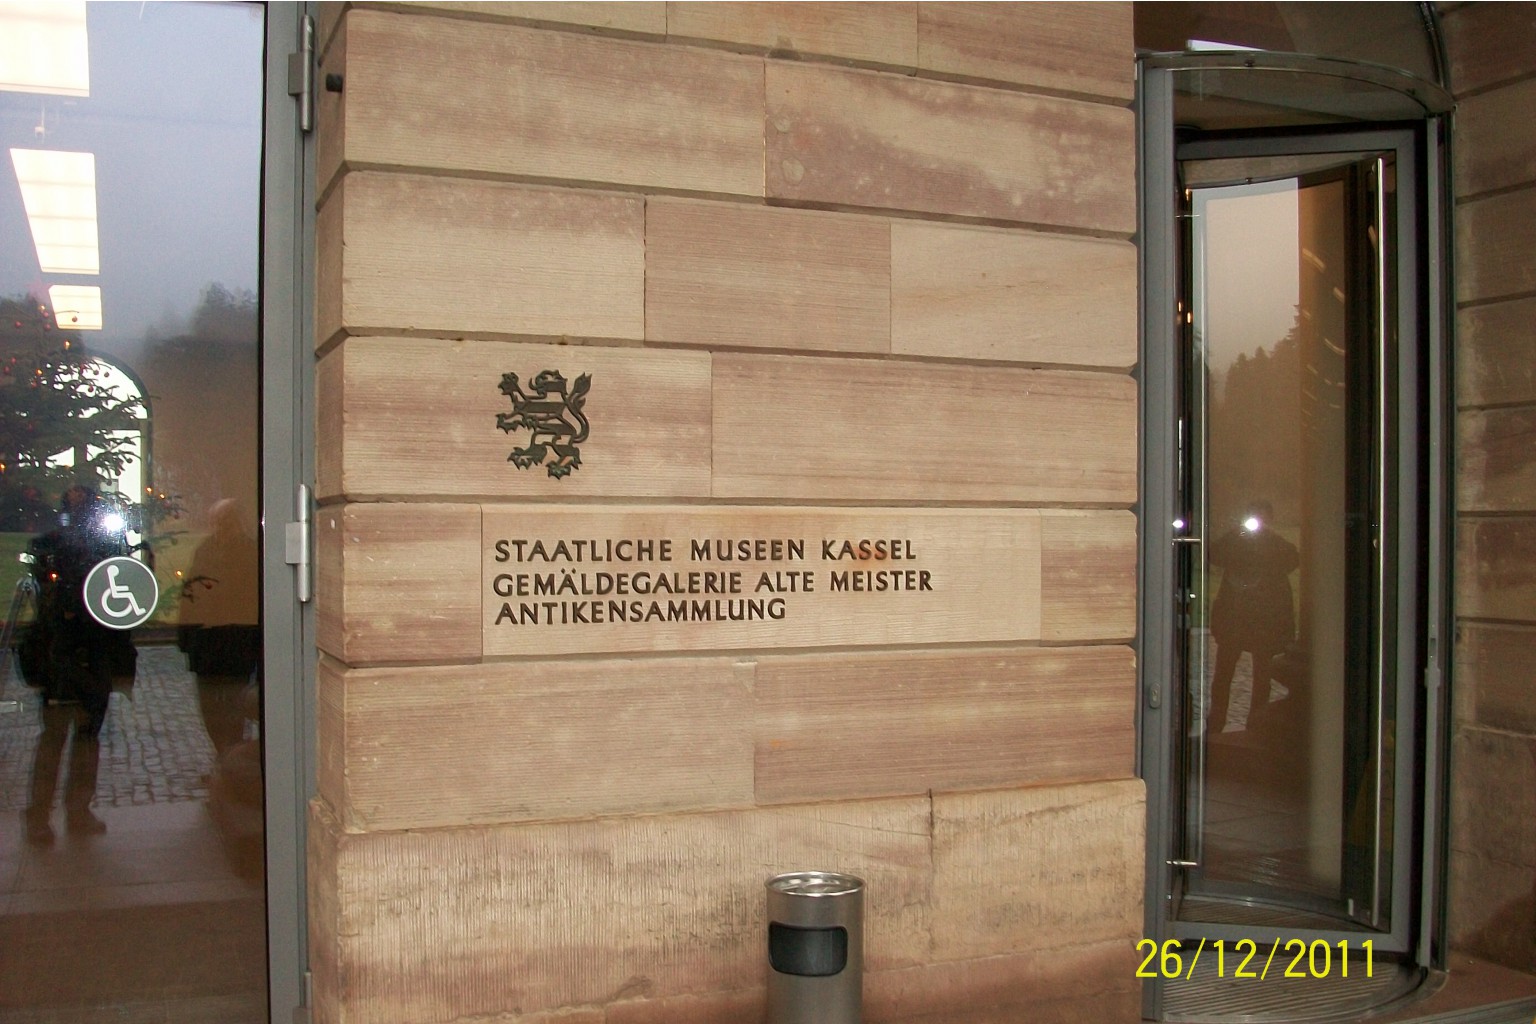 STAATLICHE MUSEEN KASSEL
GEMÄLDEGALERIE ALTE MEISTER
ANTIKENSAMMLUNG
26/12/2011